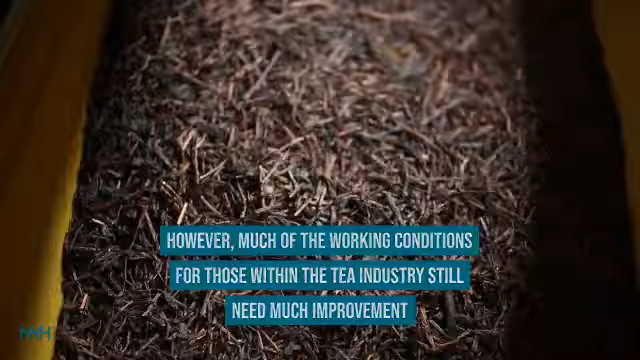 HOWEVER, MUCH OF THE WORKING CONDITIONS
FOR THOSE WITHIN THE TEA INDUSTRY STILL
NEED MUCH IMPROVEMENT